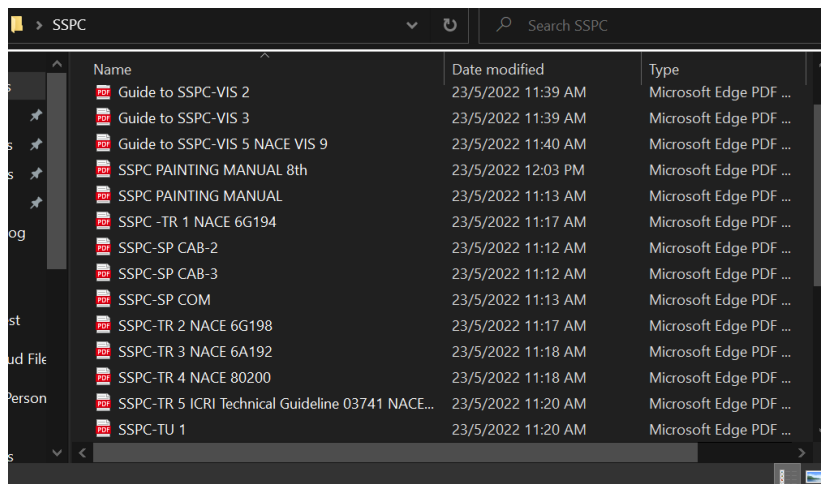 SSPC
Search SSPC
Name Date modified Type
Guide to SSPC-VIS 2 23/5/2022 11:39 AM Microsoft Edge PDF ...
Guide to SSPC-VIS 3 23/5/2022 11:39 AM Microsoft Edge PDF ...
Guide to SSPC-VIS 5 NACE VIS 9 23/5/2022 11:40 AM Microsoft Edge PDF ...
SSPC PAINTING MANUAL 8th 23/5/2022 12:03 PM Microsoft Edge PDF ...
SSPC PAINTING MANUAL 23/5/2022 11:13 AM Microsoft Edge PDF ...
SSPC -TR 1 NACE 6G194 23/5/2022 11:17 AM Microsoft Edge PDF ...
SSPC-SP CAB-2 23/5/2022 11:12 AM Microsoft Edge PDF ...
SSPC-SP CAB-3 23/5/2022 11:12 AM Microsoft Edge PDF ...
SSPC-SP COM 23/5/2022 11:13 AM Microsoft Edge PDF ...
SSPC-TR 2 NACE 6G198 23/5/2022 11:17 AM Microsoft Edge PDF ...
SSPC-TR 3 NACE 6A192 23/5/2022 11:18 AM Microsoft Edge PDF ...
SSPC-TR 4 NACE 80200 23/5/2022 11:18 AM Microsoft Edge PDF ...
SSPC-TR 5 ICRI Technical Guideline 03741 NACE... 23/5/2022 11:20 AM Microsoft Edge PDF ...
SSPC-TU 1 23/5/2022 11:20 AM Microsoft Edge PDF ...